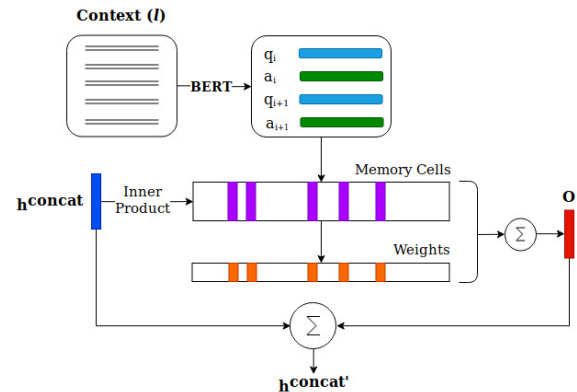 Context (l)
BERT
qᵢ
aᵢ
qᵢ₊₁
aᵢ₊₁
Memory Cells
hconcat
Inner
Product
O
Σ
Weights
Σ
hconcat'